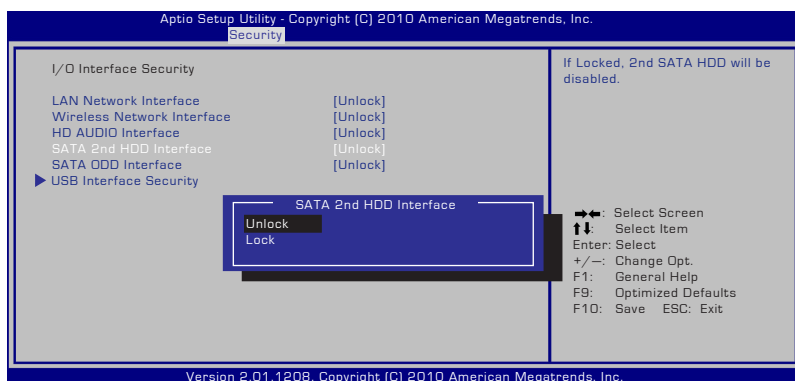 Aptio Setup Utility - Copyright (C) 2010 American Megatrends, Inc.
Security
I/O Interface Security
LAN Network Interface [Unlock]
Wireless Network Interface [Unlock]
HD AUDIO Interface [Unlock]
SATA 2nd HDD Interface [Unlock]
SATA ODD Interface [Unlock]
USB Interface Security
SATA 2nd HDD Interface
Unlock
Lock
If Locked, 2nd SATA HDD will be
disabled.
→←: Select Screen
↑↓: Select Item
Enter: Select
+/—: Change Opt.
F1: General Help
F9: Optimized Defaults
F10: Save ESC: Exit
Version 2.01.1208. Copyright (C) 2010 American Megatrends, Inc.